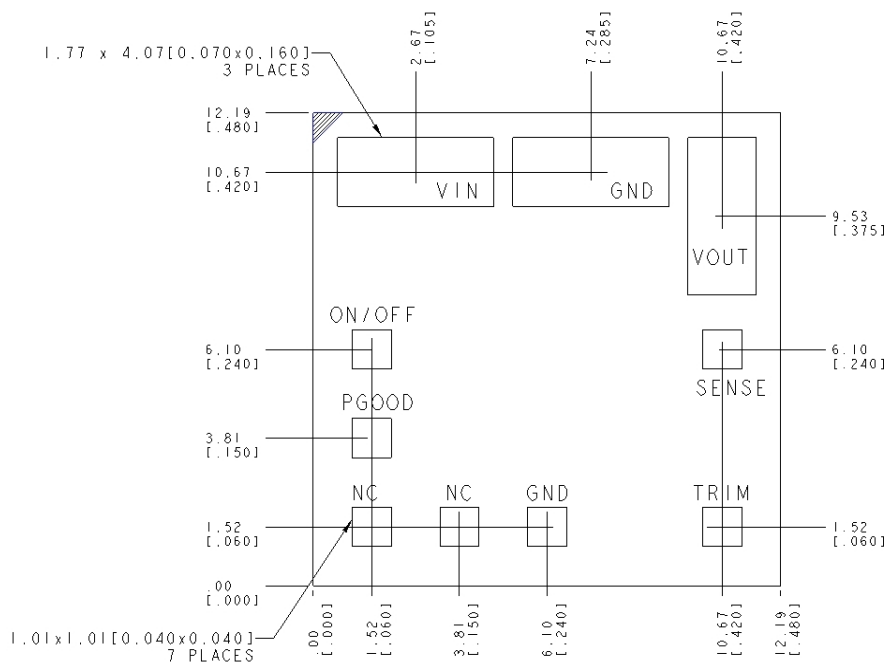 2.67
[.105]
7.24
[.285]
10.67
[.420]
1.77 x 4.07[0.070x0.160]
3 PLACES
12.19
[.480]
10.67
[.420]
VIN
GND
9.53
[.375]
VOUT
ON/OFF
6.10
[.240]
6.10
[.240]
SENSE
PGOOD
3.81
[.150]
NC
NC
GND
TRIM
1.52
[.060]
1.52
[.060]
.00
[.000]
1.01x1.01[0.040x0.040]
7 PLACES
.00
[.000]
1.52
[.060]
3.81
[.150]
6.10
[.240]
10.67
[.420]
12.19
[.480]